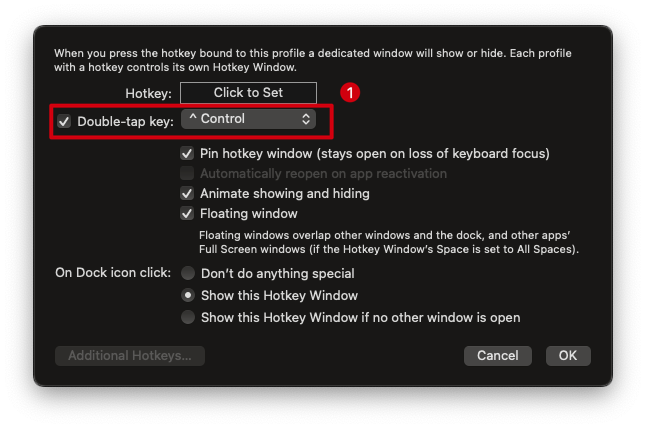 When you press the hotkey bound to this profile a dedicated window will show or hide. Each profile
with a hotkey controls its own Hotkey Window.
Hotkey: Click to Set 1
Double-tap key: ^ Control
Pin hotkey window (stays open on loss of keyboard focus)
Automatically reopen on app reactivation
Animate showing and hiding
Floating window
Floating windows overlap other windows and the dock, and other apps’
Full Screen windows (if the Hotkey Window’s Space is set to All Spaces).
On Dock icon click: Don’t do anything special
Show this Hotkey Window
Show this Hotkey Window if no other window is open
Additional Hotkeys... Cancel OK